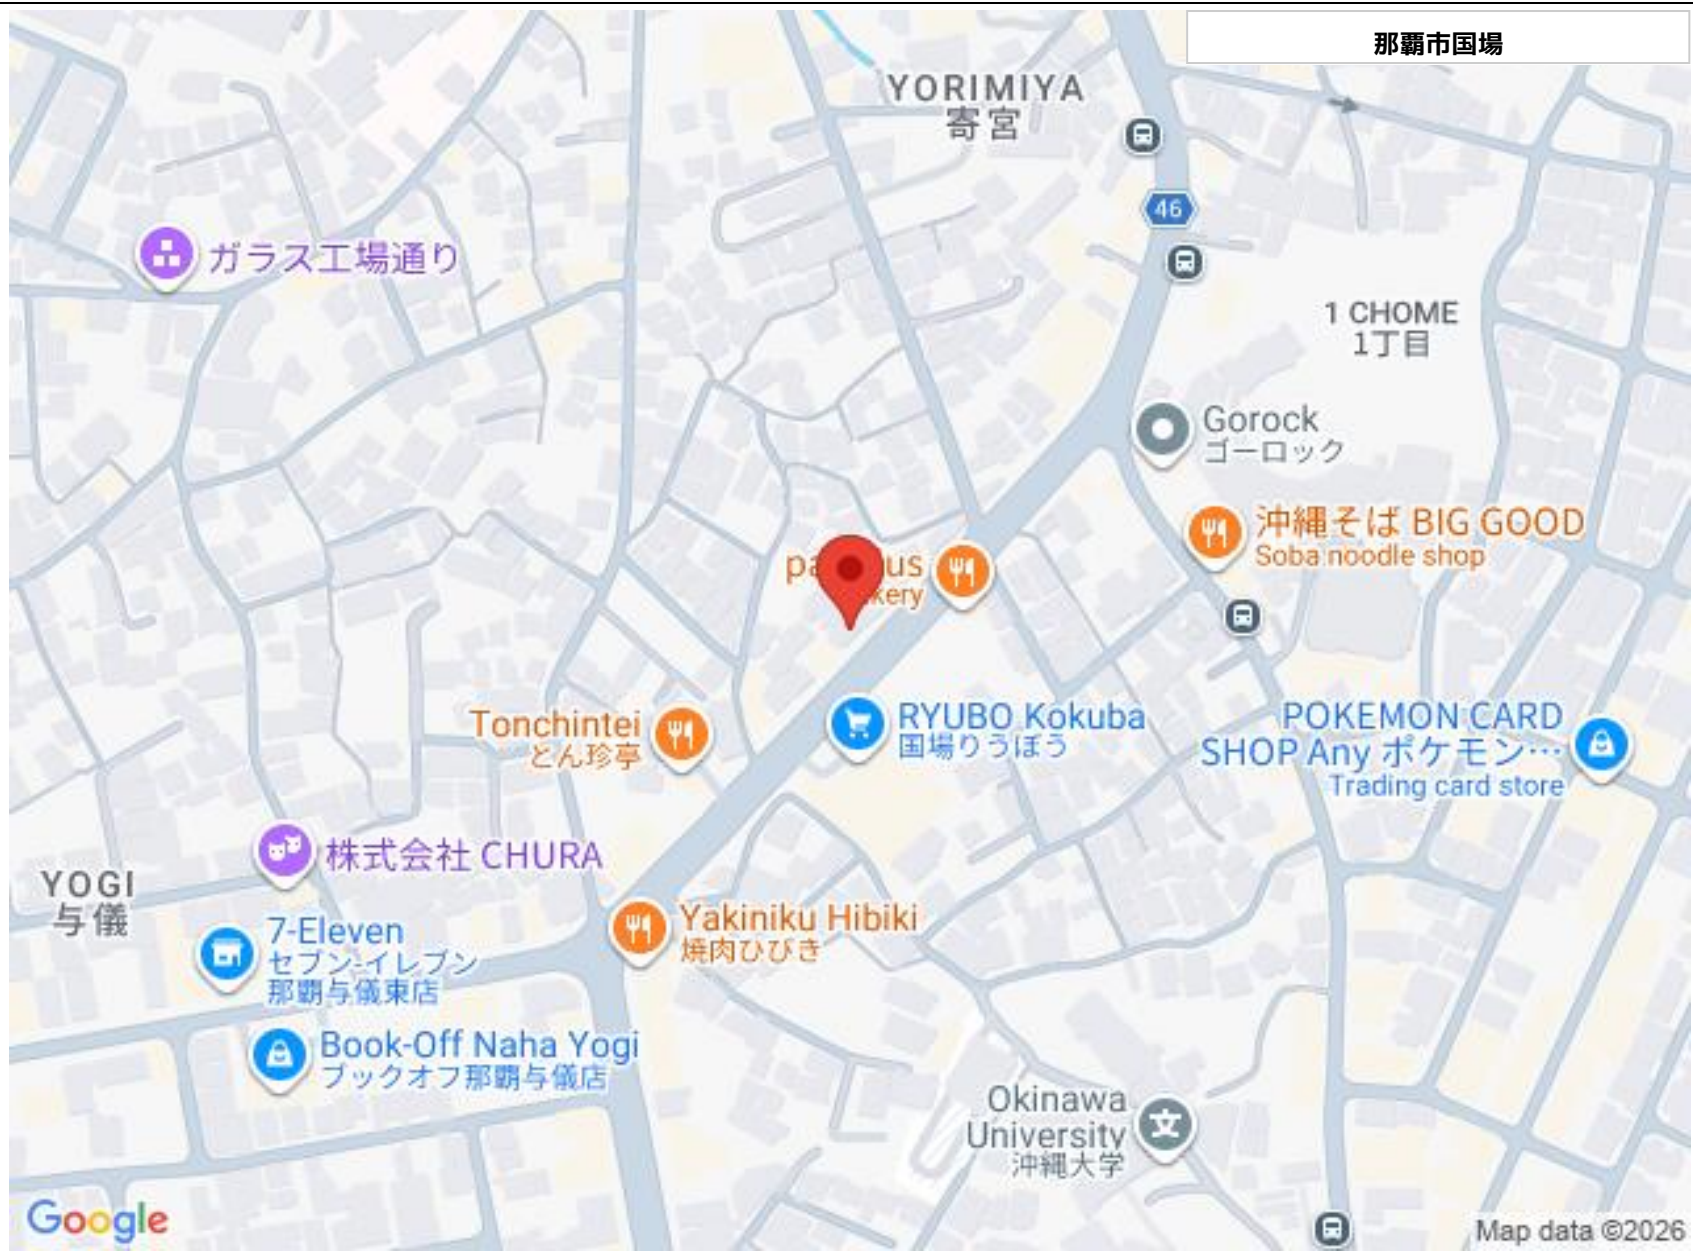 那覇市国場
YORIMIYA
寄宮
46
ガラス工場通り
1 CHOME
1丁目
Gorock
ゴーロック
沖縄そば BIG GOOD
Soba noodle shop
RYUBO Kokuba
国場りうぼう
Tonchintei
とん珍亭
POKEMON CARD
SHOP Any ポケモン…
Trading card store
株式会社 CHURA
YOGI
与儀
7-Eleven
セブン-イレブン
那覇与儀東店
Yakiniku Hibiki
焼肉ひびき
Book-Off Naha Yogi
ブックオフ那覇与儀店
Okinawa
University
沖縄大学
文
Google
Map data ©2026